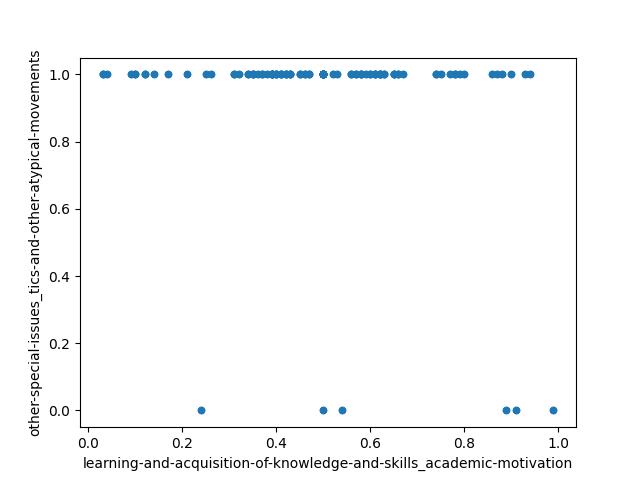 other-special-issues_tics-and-other-atypical-movements
1.0
0.8
0.6
0.4
0.2
0.0
0.0 0.2 0.4 0.6 0.8 1.0
learning-and-acquisition-of-knowledge-and-skills_academic-motivation